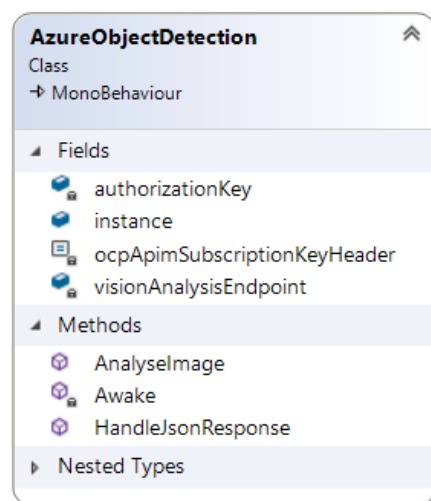 AzureObjectDetection
Class
MonoBehaviour
Fields
authorizationKey
instance
ocpApimSubscriptionKeyHeader
visionAnalysisEndpoint
Methods
AnalyseImage
Awake
HandleJsonResponse
Nested Types